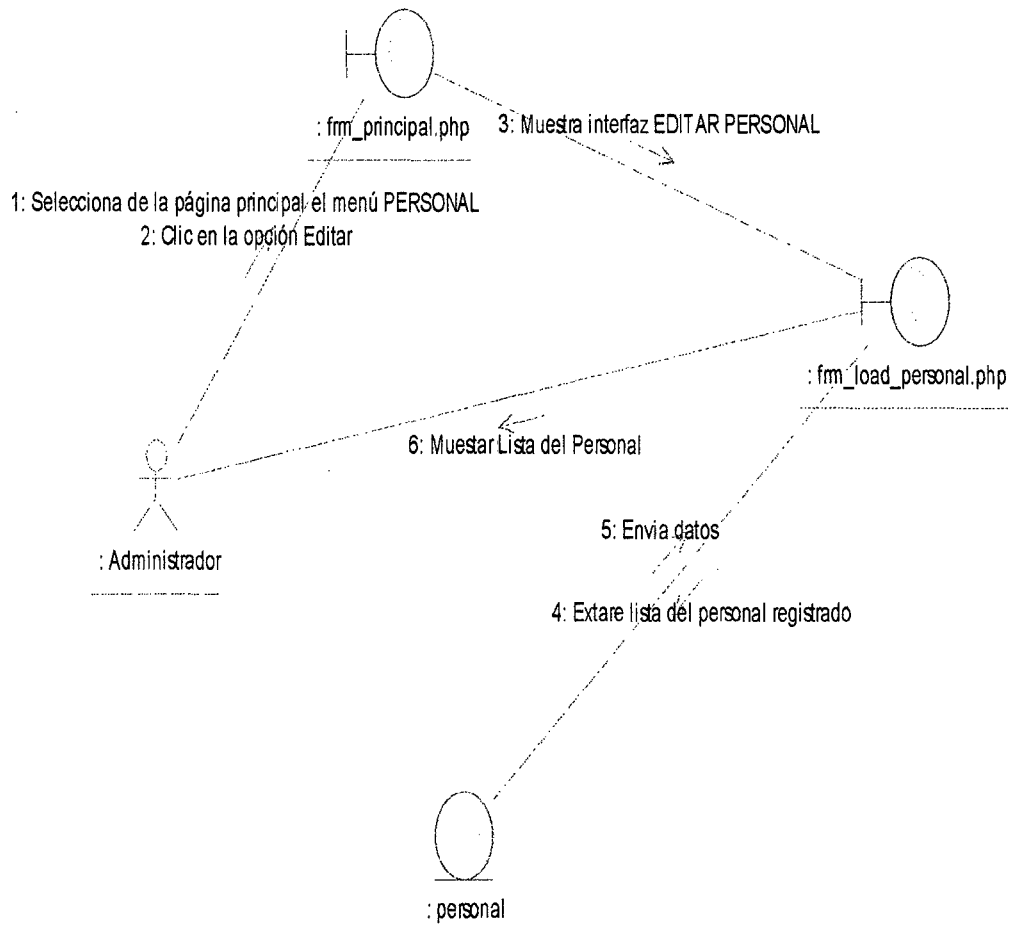 : frm_principal.php
3: Muestra interfaz EDITAR PERSONAL
1: Selecciona de la página principal el menú PERSONAL
2: Clic en la opción Editar
: frm_load_personal.php
6: Muestar Lista del Personal
: Administrador
5: Envia datos
4: Extare lista del personal registrado
: personal